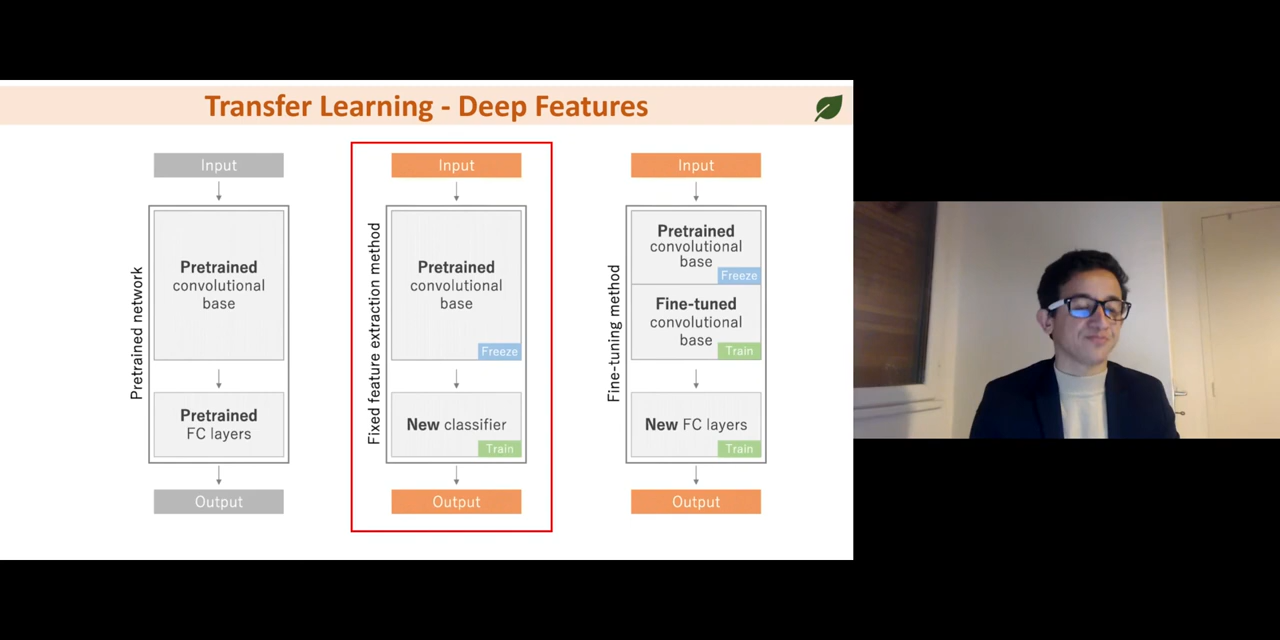 Transfer Learning - Deep Features
Pretrained network
Input
Pretrained
convolutional
base
Pretrained
FC layers
Output
Fixed feature extraction method
Input
Pretrained
convolutional
base
Freeze
New classifier
Train
Output
Fine-tuning method
Input
Pretrained
convolutional
base
Freeze
Fine-tuned
convolutional
base
Train
New FC layers
Train
Output